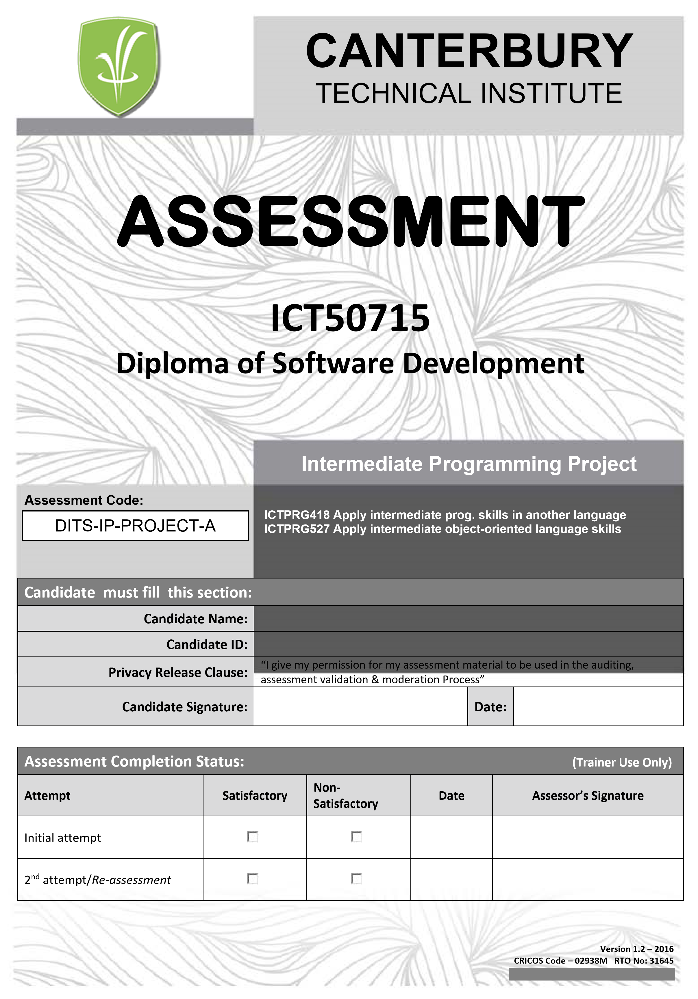 CANTERBURY
TECHNICAL INSTITUTE
ASSESSMENT
ICT50715
Diploma of Software Development
Intermediate Programming Project
Assessment Code:
DITS-IP-PROJECT-A
ICTPRG418 Apply intermediate prog. skills in another language
ICTPRG527 Apply intermediate object-oriented language skills
Candidate must fill this section:
Candidate Name:
Candidate ID:
Privacy Release Clause:
“I give my permission for my assessment material to be used in the auditing,
assessment validation & moderation Process”
Candidate Signature:
Date:
Assessment Completion Status:
(Trainer Use Only)
Attempt
Satisfactory
Non-
Satisfactory
Date
Assessor’s Signature
Initial attempt
2nd attempt/Re-assessment
Version 1.2 – 2016
CRICOS Code – 02938M RTO No: 31645